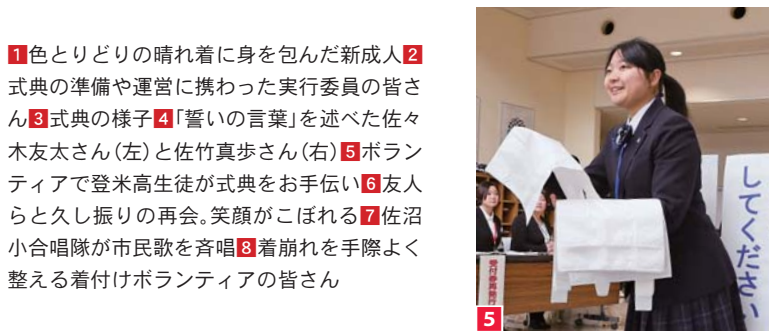 1色とりどりの晴れ着に身を包んだ新成人2
式典の準備や運営に携わった実行委員の皆さ
ん3式典の様子4「誓いの言葉」を述べた佐々
木友太さん（左）と佐竹真歩さん（右）5ボラン
ティアで登米高生徒が式典をお手伝い6友人
らと久し振りの再会。笑顔がこぼれる7佐沼
小合唱隊が市民歌を斉唱8着崩れを手際よく
整える着付けボランティアの皆さん
してください
5